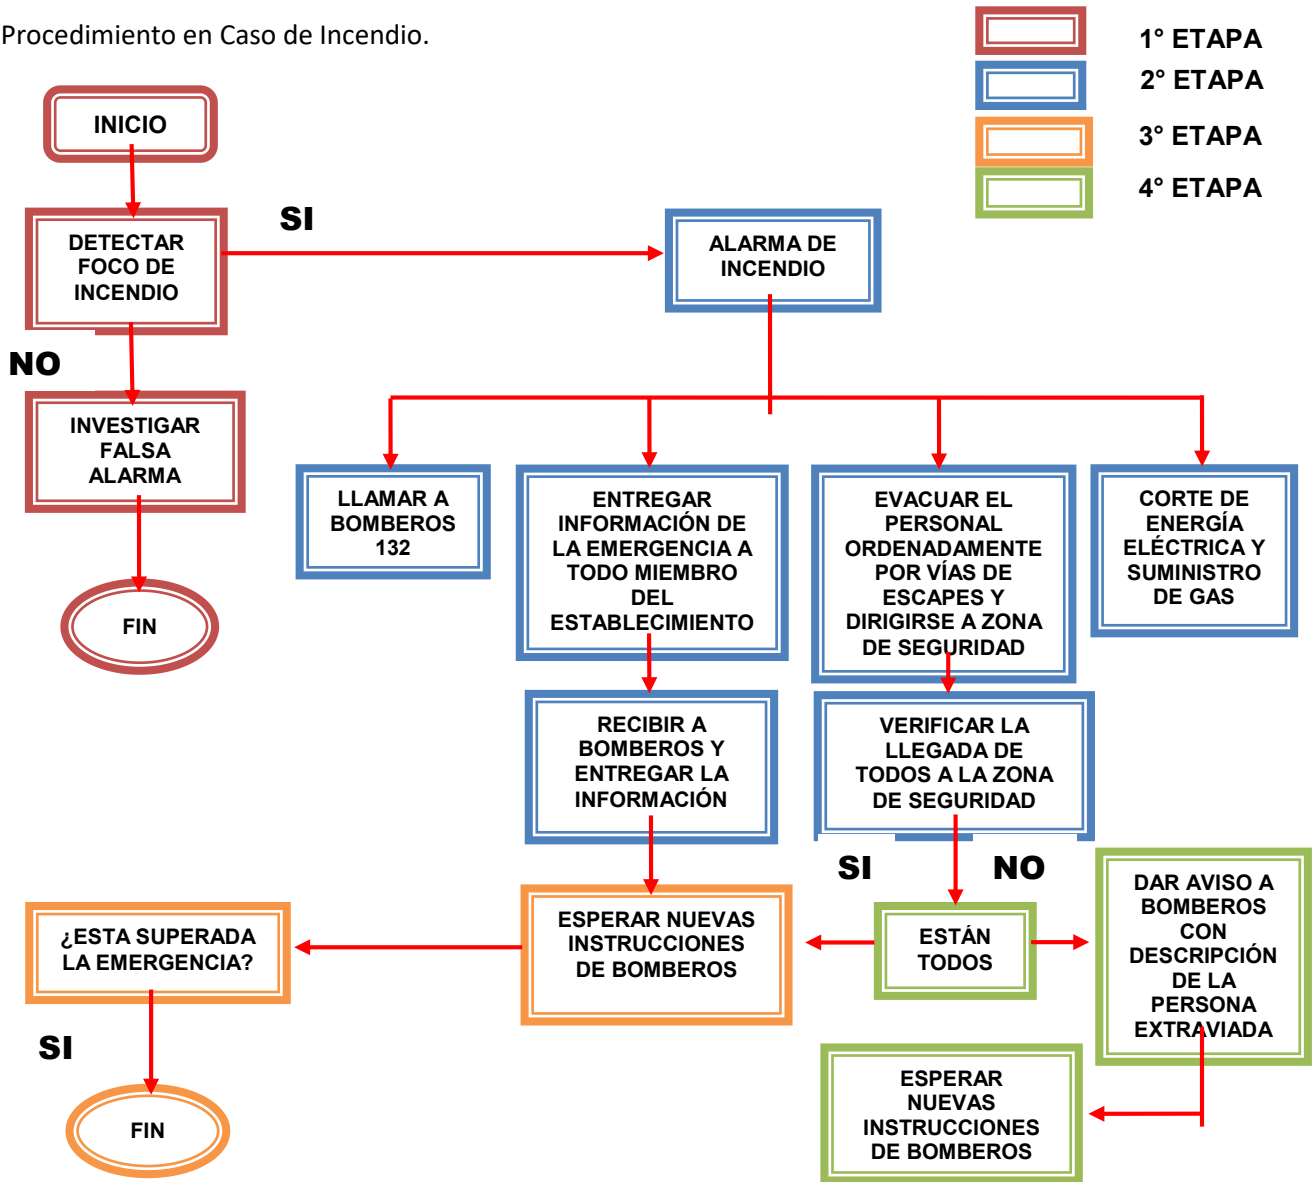 Procedimiento en Caso de Incendio.
1° ETAPA
2° ETAPA
3° ETAPA
4° ETAPA
INICIO
DETECTAR
FOCO DE
INCENDIO
SI
ALARMA DE
INCENDIO
NO
INVESTIGAR
FALSA
ALARMA
FIN
LLAMAR A
BOMBEROS
132
ENTREGAR
INFORMACIÓN DE
LA EMERGENCIA A
TODO MIEMBRO
DEL
ESTABLECIMIENTO
EVACUAR EL
PERSONAL
ORDENADAMENTE
POR VÍAS DE
ESCAPES Y
DIRIGIRSE A ZONA
DE SEGURIDAD
CORTE DE
ENERGÍA
ELÉCTRICA Y
SUMINISTRO
DE GAS
RECIBIR A
BOMBEROS Y
ENTREGAR LA
INFORMACIÓN
VERIFICAR LA
LLEGADA DE
TODOS A LA ZONA
DE SEGURIDAD
SI
NO
¿ESTA SUPERADA
LA EMERGENCIA?
ESPERAR NUEVAS
INSTRUCCIONES
DE BOMBEROS
ESTÁN
TODOS
DAR AVISO A
BOMBEROS
CON
DESCRIPCIÓN
DE LA
PERSONA
EXTRAVIADA
SI
FIN
ESPERAR
NUEVAS
INSTRUCCIONES
DE BOMBEROS